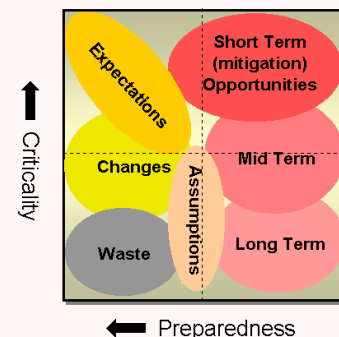 Short Term
(mitigation)
Opportunities
Expectations
Criticality
Changes
Assumptions
Mid Term
Waste
Long Term
Preparedness